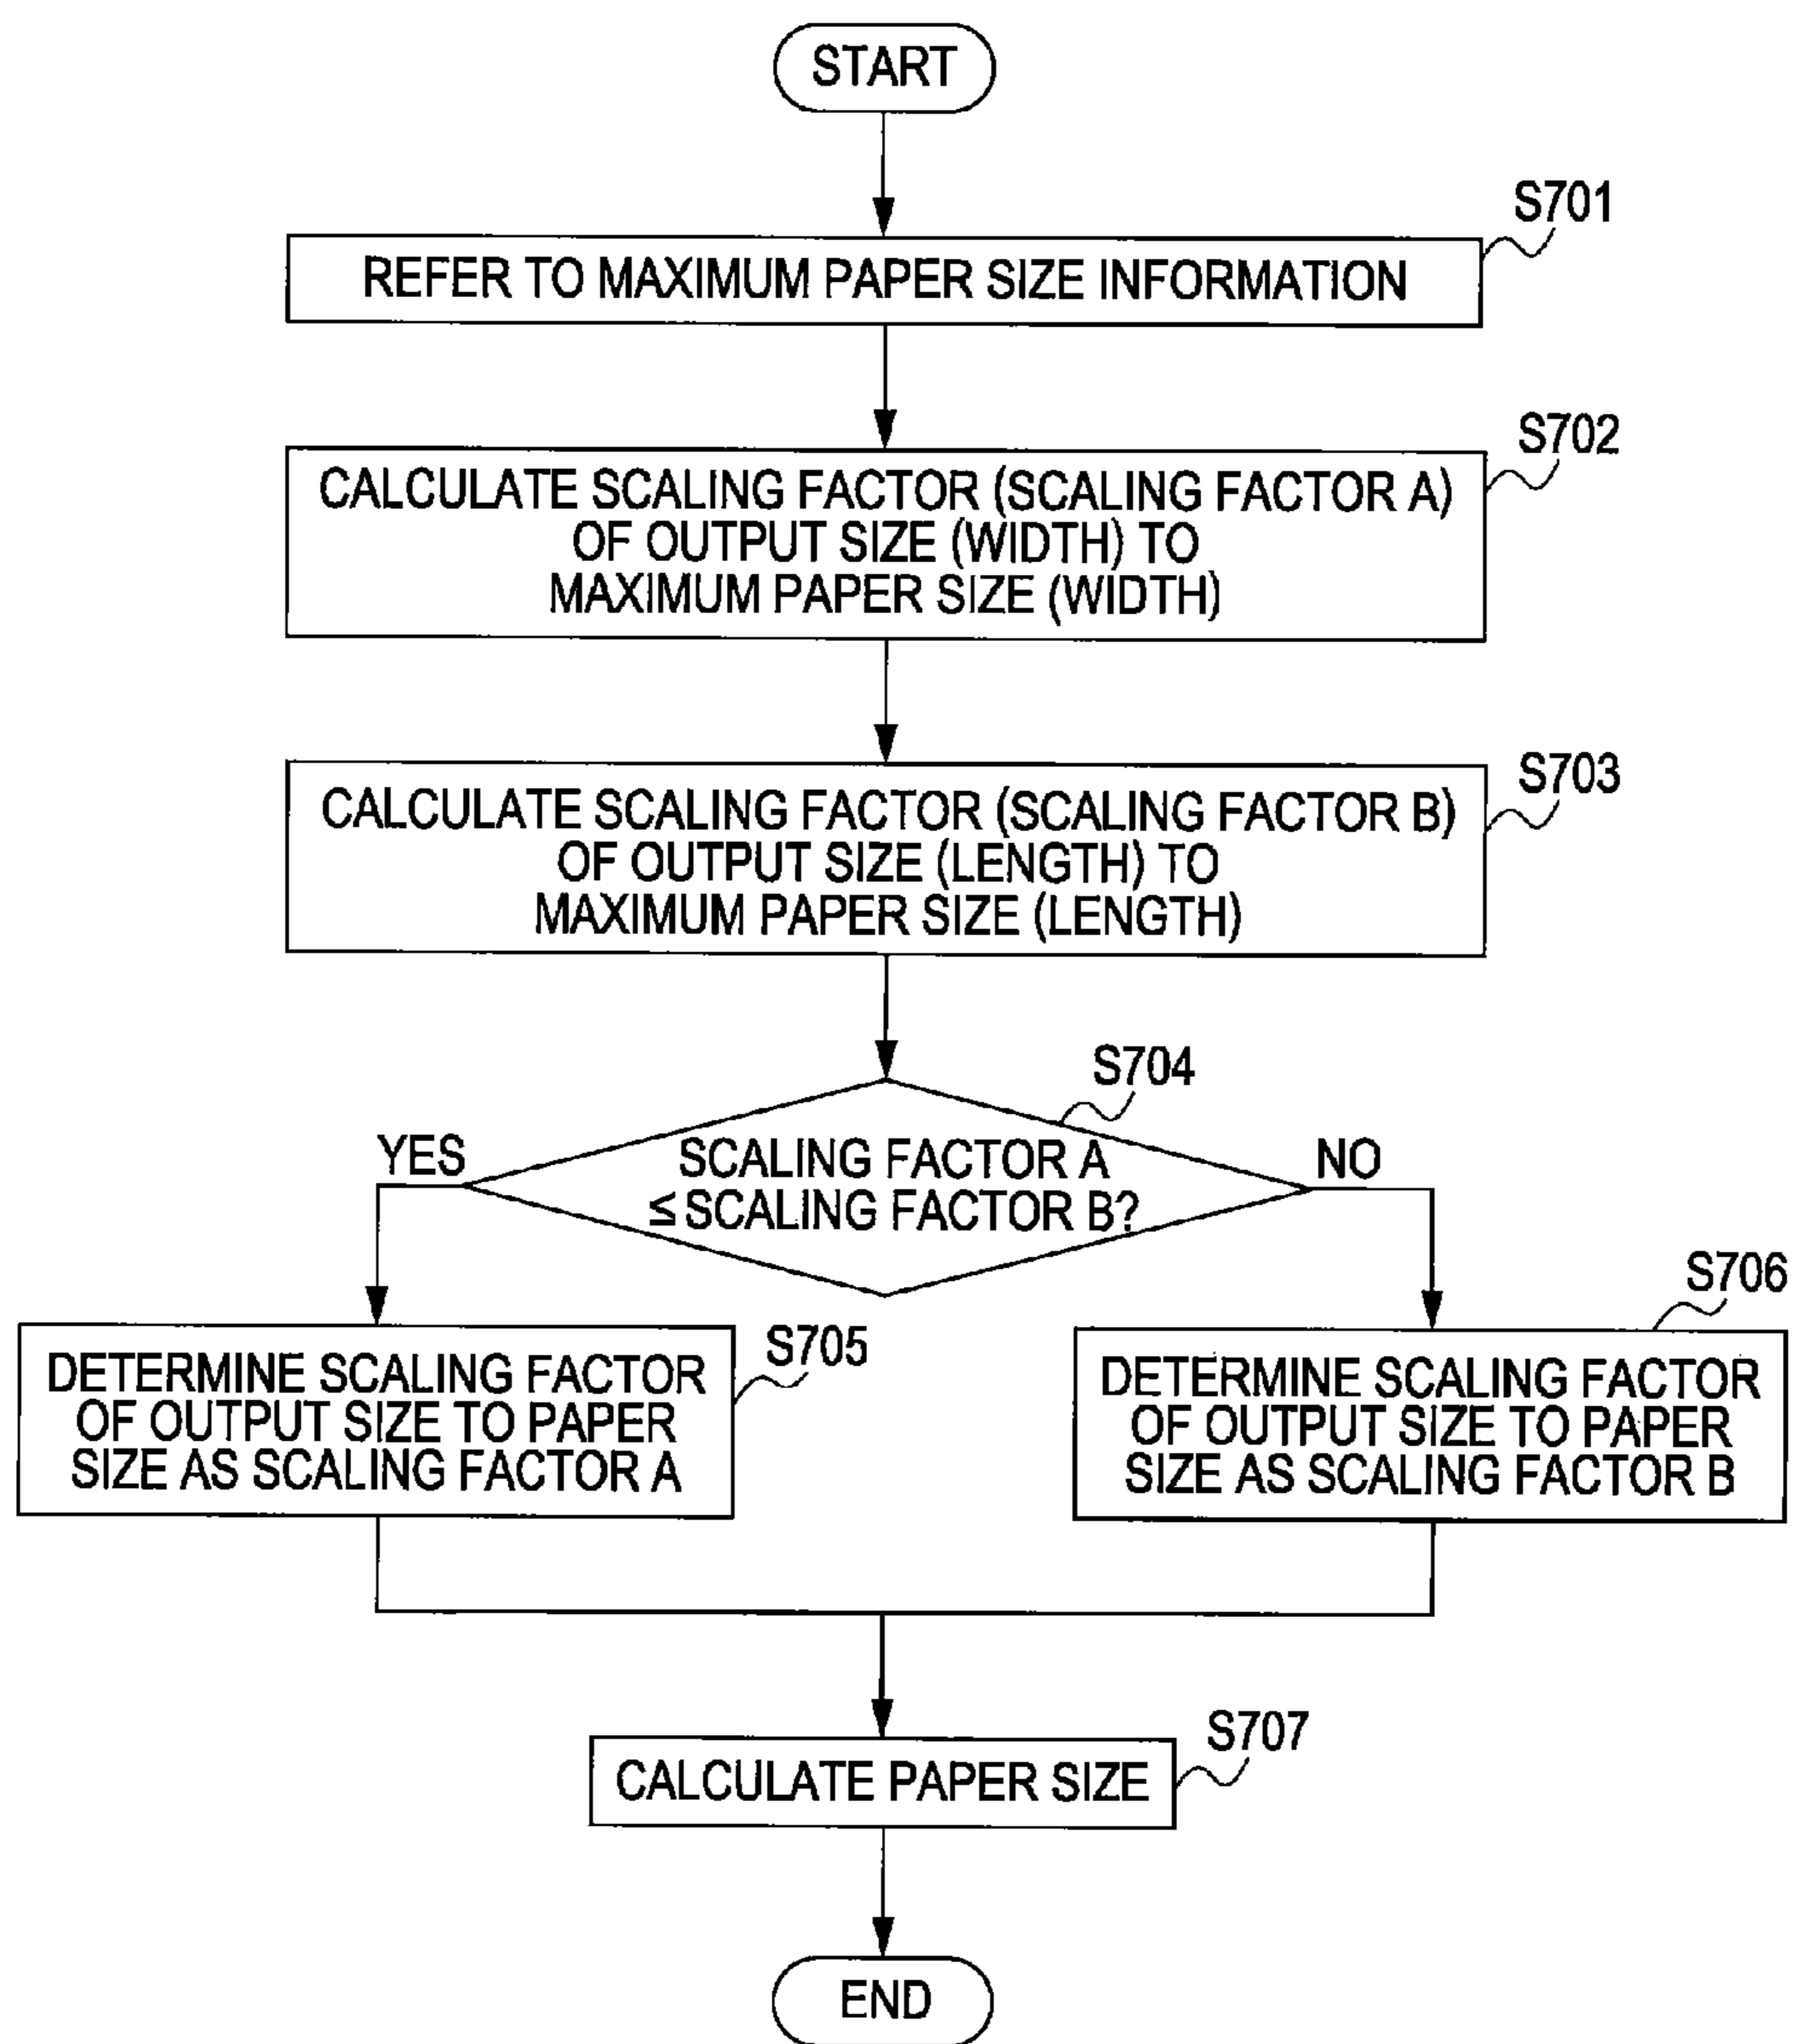 START
S701
REFER TO MAXIMUM PAPER SIZE INFORMATION
S702
CALCULATE SCALING FACTOR (SCALING FACTOR A)
OF OUTPUT SIZE (WIDTH) TO
MAXIMUM PAPER SIZE (WIDTH)
S703
CALCULATE SCALING FACTOR (SCALING FACTOR B)
OF OUTPUT SIZE (LENGTH) TO
MAXIMUM PAPER SIZE (LENGTH)
S704
YES
SCALING FACTOR A
≤ SCALING FACTOR B?
NO
S705
DETERMINE SCALING FACTOR
OF OUTPUT SIZE TO PAPER
SIZE AS SCALING FACTOR A
S706
DETERMINE SCALING FACTOR
OF OUTPUT SIZE TO PAPER
SIZE AS SCALING FACTOR B
S707
CALCULATE PAPER SIZE
END